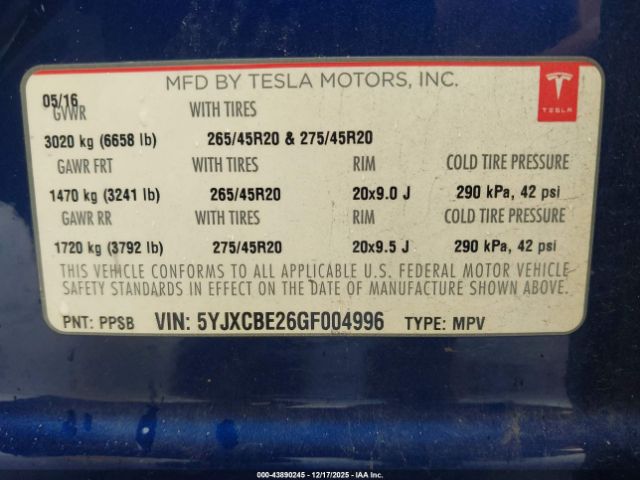 MFD BY TESLA MOTORS, INC.
TESLA
05/16
GVWR WITH TIRES
3020 kg (6658 lb) 265/45R20 & 275/45R20
GAWR FRT WITH TIRES RIM COLD TIRE PRESSURE
1470 kg (3241 lb) 265/45R20 20x9.0 J 290 kPa, 42 psi
GAWR RR WITH TIRES RIM COLD TIRE PRESSURE
1720 kg (3792 lb) 275/45R20 20x9.5 J 290 kPa, 42 psi
THIS VEHICLE CONFORMS TO ALL APPLICABLE U.S. FEDERAL MOTOR VEHICLE
SAFETY STANDARDS IN EFFECT ON THE DATE OF MANUFACTURE SHOWN ABOVE.
PNT: PPSB VIN: 5YJXCBE26GF004996 TYPE: MPV
000-43890245 - 12/17/2025 - IAAI.COM